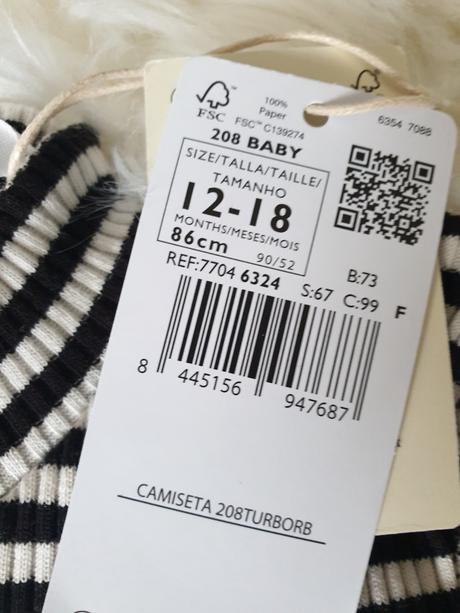 FSC
100%
Paper
FSC™ C139274
6354 7088
208 BABY
SIZE/TALLA/TAILLE/
TAMANHO
12-18
MONTHS/MESES/MOIS
86cm
90/52
REF:7704 6324
B:73
S:67 C:99 F
8 445156 947687
CAMISETA 208TURBORB